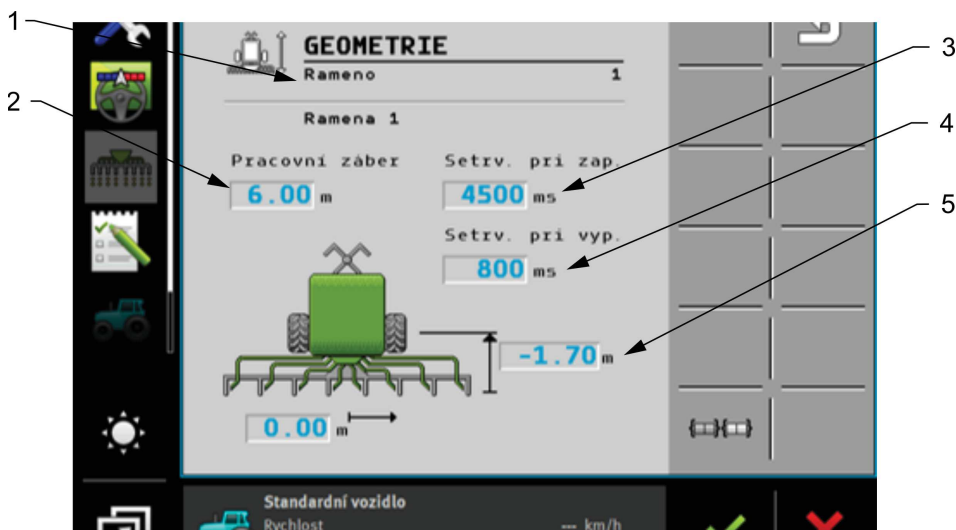 1
GEOMETRIE
Rameno 1
3
2
Ramena 1
4
Pracovní záber Setrv. pri zap.
6.00 m 4500 ms
5
Setrv. pri vyp.
800 ms
-1.70 m
0.00 m
Standardní vozidlo
Rychlost --- km/h